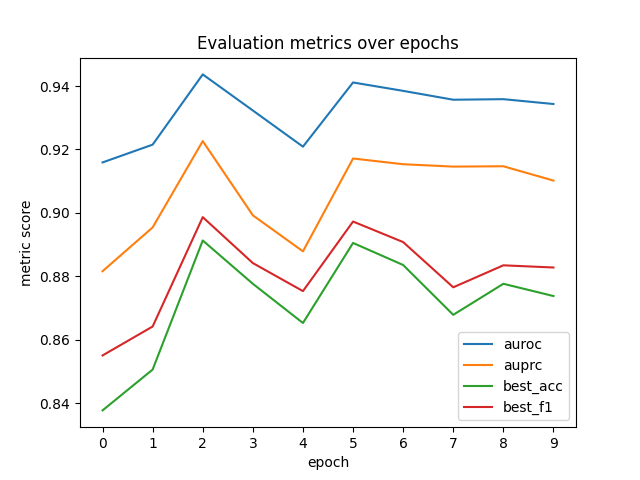 Evaluation metrics over epochs
metric score
0.94
0.92
0.90
0.88
0.86
0.84
auroc
auprc
best_acc
best_f1
0 1 2 3 4 5 6 7 8 9
epoch